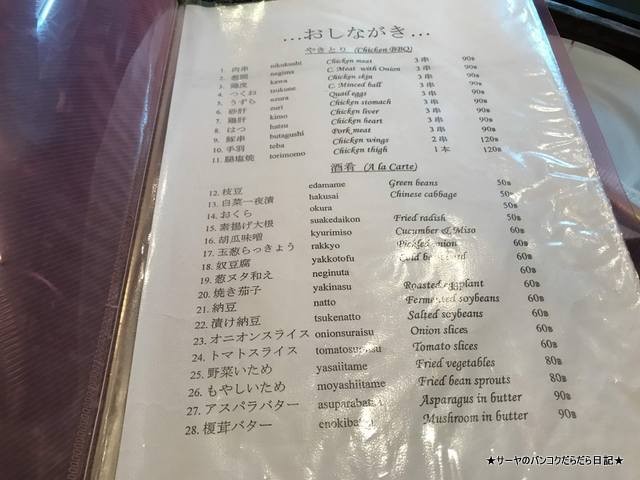 ...おしながき...
やきとり (Chicken BBQ)
1. 肉串 nikukushi Chicken meat 3串 90฿
2. 葱間 negima C. Meat with Onion 3串 90฿
3. 鶏皮 kawa Chicken skin 3串 90฿
4. つくお tsukune C. Minced ball 3串 90฿
5. うずら uzura Quail eggs 3串 90฿
6. 砂肝 zuri Chicken stomach 3串 90฿
7. 鶏肝 kimo Chicken liver 3串 90฿
8. はつ hatsu Chicken heart 3串 90฿
9. 豚串 butagushi Pork meat 3串 90฿
10. 手羽 teba Chicken wings 2串 120฿
11. 腿塩焼 torimomo Chicken thigh 1本 120฿
酒肴 (A la Carte)
12. 枝豆 edamame Green beans 50฿
13. 白菜一夜漬 hakusai Chinese cabbage 50฿
14. おくら okura 50฿
15. 素揚げ大根 suakedaikon Fried radish 50฿
16. 胡瓜味噌 kyurimiso Cucumber & Miso 60฿
17. 玉葱らっきょう rakkyo Pickled onion 60฿
18. 奴豆腐 yakkotofu Cold 60฿
19. 葱ヌタ和え neginuta 60฿
20. 焼き茄子 yakinasu Roasted eggplant 60฿
21. 納豆 natto Fermented soybeans 60฿
22. 漬け納豆 tsukenatto Salted soybeans 60฿
23. オニオンスライス onionsuraisu Onion slices 60฿
24. トマトスライス tomatosuraisu Tomato slices 60฿
25. 野菜いため yasaiitame Fried vegetables 80฿
26. もやしいため moyashiitame Fried bean sprouts 80฿
27. アスパラバター asuparabata Asparagus in butter 90฿
28. 榎茸バター Mushroom in butter 90฿
★サーヤのバンコクだらだら日記★